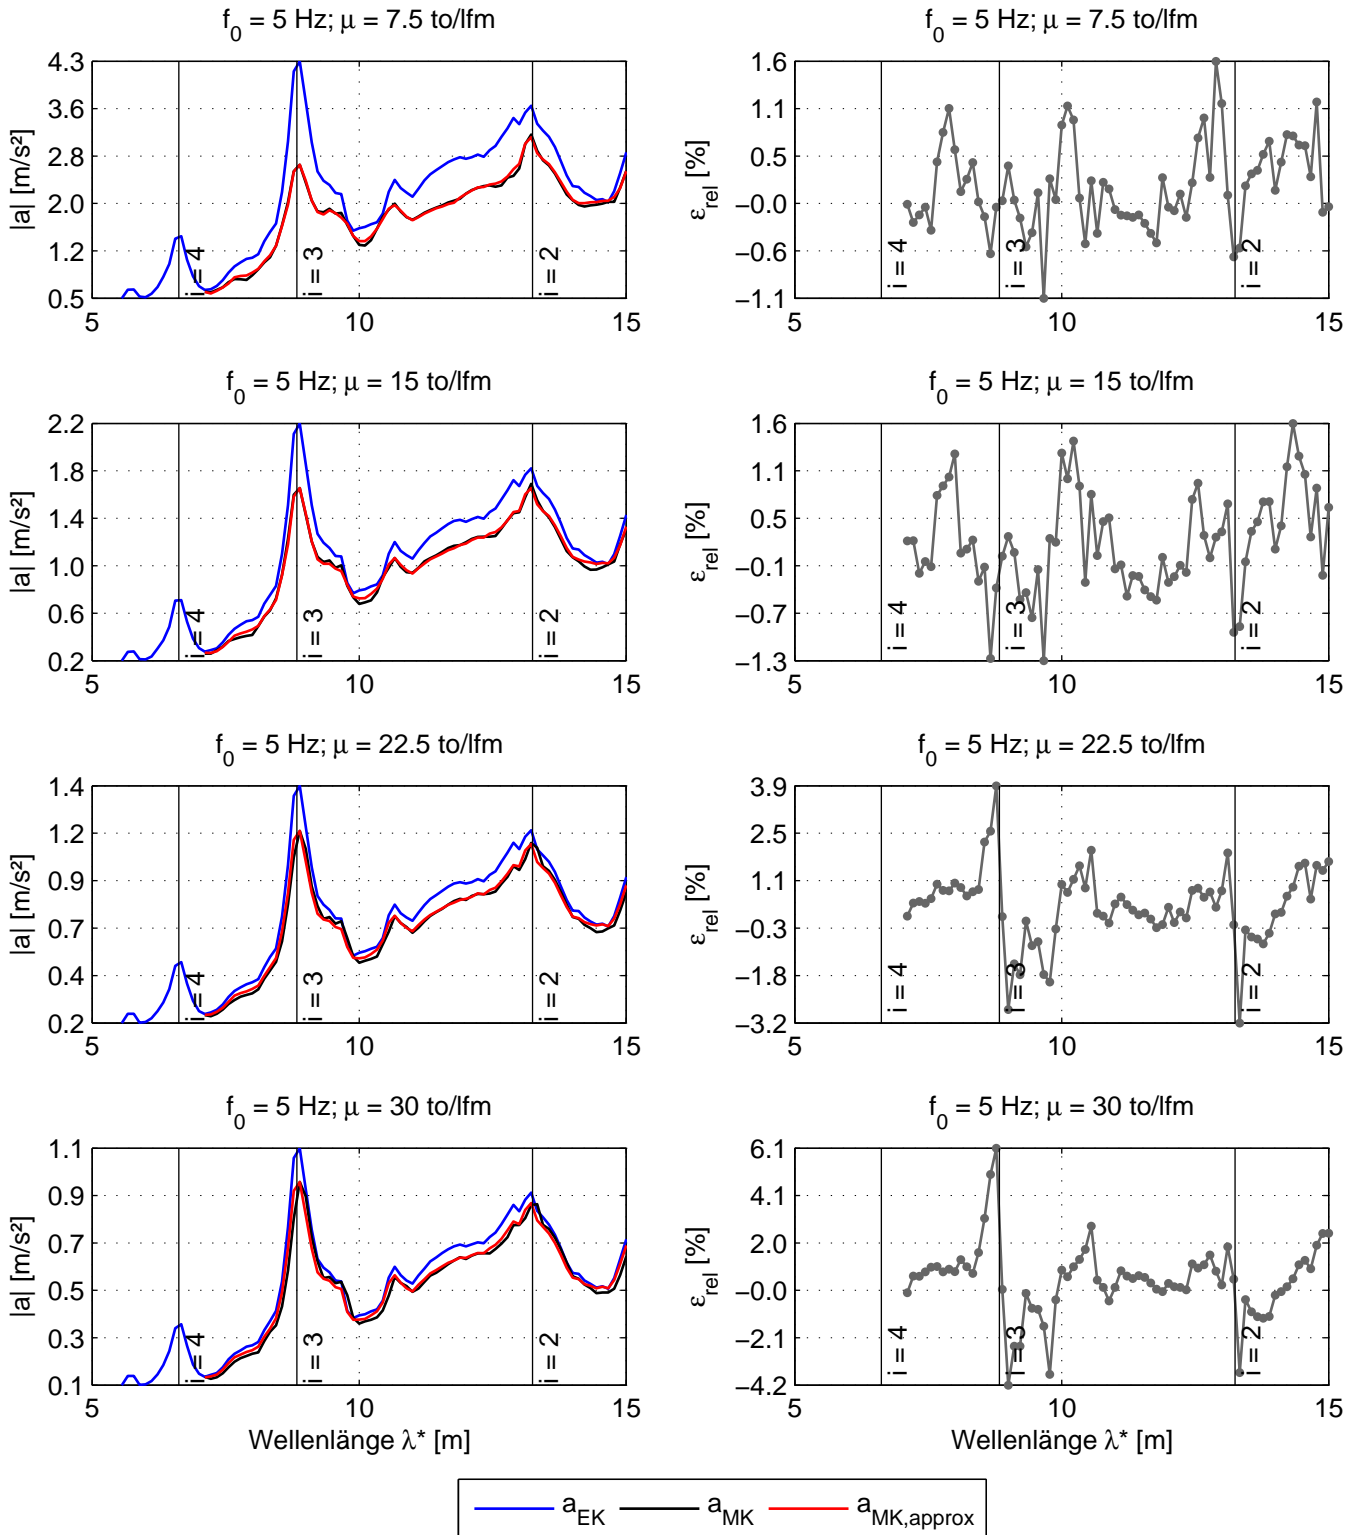 f0 = 5 Hz; μ = 7.5 to/lfm
|a| [m/s²]
4.3
3.6
2.8
2.0
1.2
0.5
5
10
15
i = 4
i = 3
i = 2
f0 = 5 Hz; μ = 7.5 to/lfm
εrel [%]
1.6
1.1
0.5
−0.0
−0.6
−1.1
5
10
15
i = 4
i = 3
i = 2
f0 = 5 Hz; μ = 15 to/lfm
|a| [m/s²]
2.2
1.8
1.4
1.0
0.6
0.2
5
10
15
i = 4
i = 3
i = 2
f0 = 5 Hz; μ = 15 to/lfm
εrel [%]
1.6
1.1
0.5
−0.1
−0.7
−1.3
5
10
15
i = 4
i = 3
i = 2
f0 = 5 Hz; μ = 22.5 to/lfm
|a| [m/s²]
1.4
1.2
0.9
0.7
0.4
0.2
5
10
15
i = 4
i = 3
i = 2
f0 = 5 Hz; μ = 22.5 to/lfm
εrel [%]
3.9
2.5
1.1
−0.3
−1.8
−3.2
5
10
15
i = 4
i = 3
i = 2
f0 = 5 Hz; μ = 30 to/lfm
|a| [m/s²]
1.1
0.9
0.7
0.5
0.3
0.1
5
10
15
i = 4
i = 3
i = 2
Wellenlänge λ* [m]
f0 = 5 Hz; μ = 30 to/lfm
εrel [%]
6.1
4.1
2.0
−0.0
−2.1
−4.2
5
10
15
i = 4
i = 3
i = 2
Wellenlänge λ* [m]
aEK aMK aMK,approx